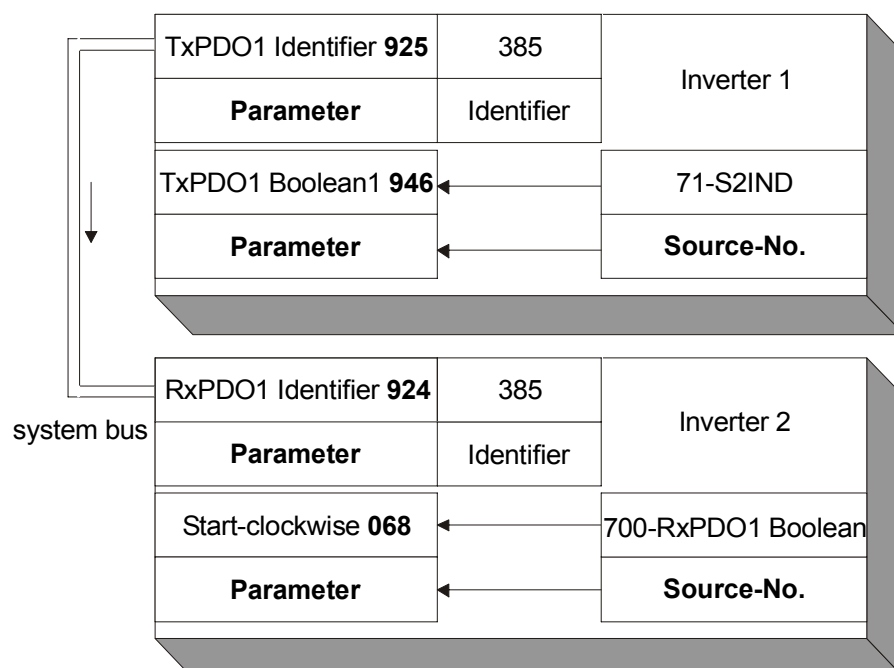 TxPDO1 Identifier 925
385
Inverter 1
Parameter
Identifier
TxPDO1 Boolean1 946
71-S2IND
Parameter
Source-No.
RxPDO1 Identifier 924
385
Inverter 2
system bus
Parameter
Identifier
Start-clockwise 068
700-RxPDO1 Boolean
Parameter
Source-No.